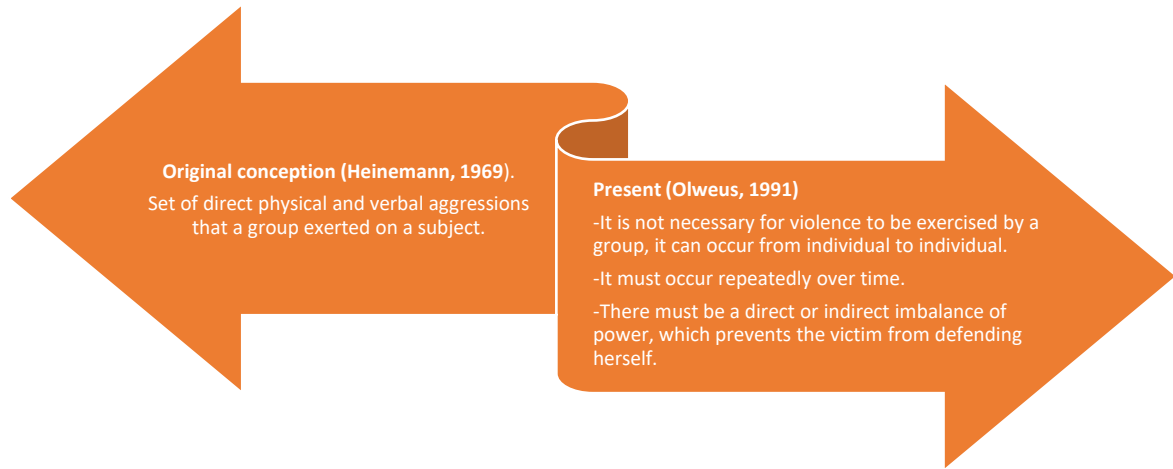 Original conception (Heinemann, 1969).
Set of direct physical and verbal aggressions
that a group exerted on a subject.
Present (Olweus, 1991)
-It is not necessary for violence to be exercised by a
group, it can occur from individual to individual.
-It must occur repeatedly over time.
-There must be a direct or indirect imbalance of
power, which prevents the victim from defending
herself.